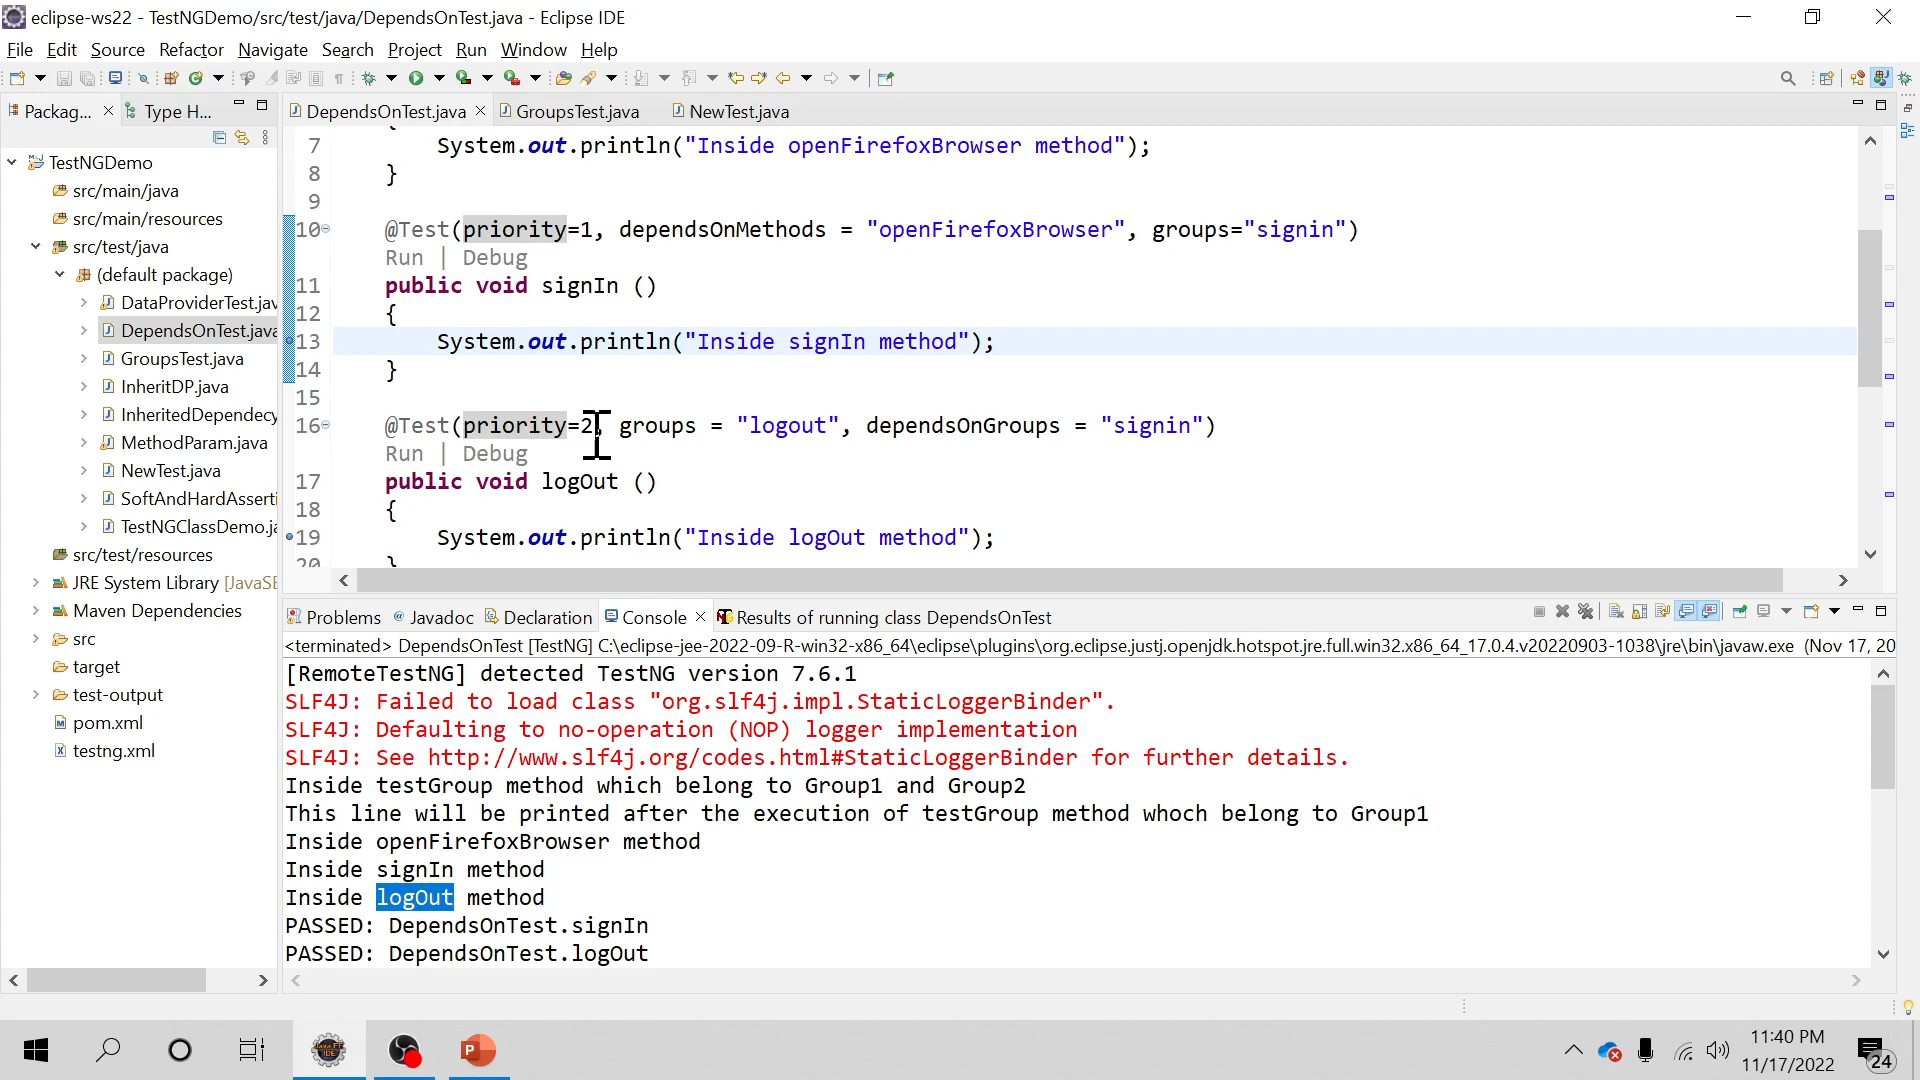 eclipse-ws22 - TestNGDemo/src/test/java/DependsOnTest.java - Eclipse IDE
File Edit Source Refactor Navigate Search Project Run Window Help
Packag... Type H...
DependsOnTest.java GroupsTest.java NewTest.java
TestNGDemo
src/main/java
src/main/resources
src/test/java
(default package)
DataProviderTest.jav
DependsOnTest.java
GroupsTest.java
InheritDP.java
InheritedDependecy
MethodParam.java
NewTest.java
SoftAndHardAsserti
TestNGClassDemo.ja
src/test/resources
JRE System Library [JavaSE
Maven Dependencies
src
target
test-output
pom.xml
testng.xml
7 System.out.println("Inside openFirefoxBrowser method");
8 }
9
10 @Test(priority=1, dependsOnMethods = "openFirefoxBrowser", groups="signin")
Run | Debug
11 public void signIn ()
12 {
13 System.out.println("Inside signIn method");
14 }
15
16 @Test(priority=2, groups = "logout", dependsOnGroups = "signin")
Run | Debug
17 public void logOut ()
18 {
19 System.out.println("Inside logOut method");
20 }
Problems Javadoc Declaration Console Results of running class DependsOnTest
<terminated> DependsOnTest [TestNG] C:\eclipse-jee-2022-09-R-win32-x86_64\eclipse\plugins\org.eclipse.justj.openjdk.hotspot.jre.full.win32.x86_64_17.0.4.v20220903-1038\jre\bin\javaw.exe (Nov 17, 20
[RemoteTestNG] detected TestNG version 7.6.1
SLF4J: Failed to load class "org.slf4j.impl.StaticLoggerBinder".
SLF4J: Defaulting to no-operation (NOP) logger implementation
SLF4J: See http://www.slf4j.org/codes.html#StaticLoggerBinder for further details.
Inside testGroup method which belong to Group1 and Group2
This line will be printed after the execution of testGroup method whoch belong to Group1
Inside openFirefoxBrowser method
Inside signIn method
Inside logOut method
PASSED: DependsOnTest.signIn
PASSED: DependsOnTest.logOut
11:40 PM
11/17/2022
24